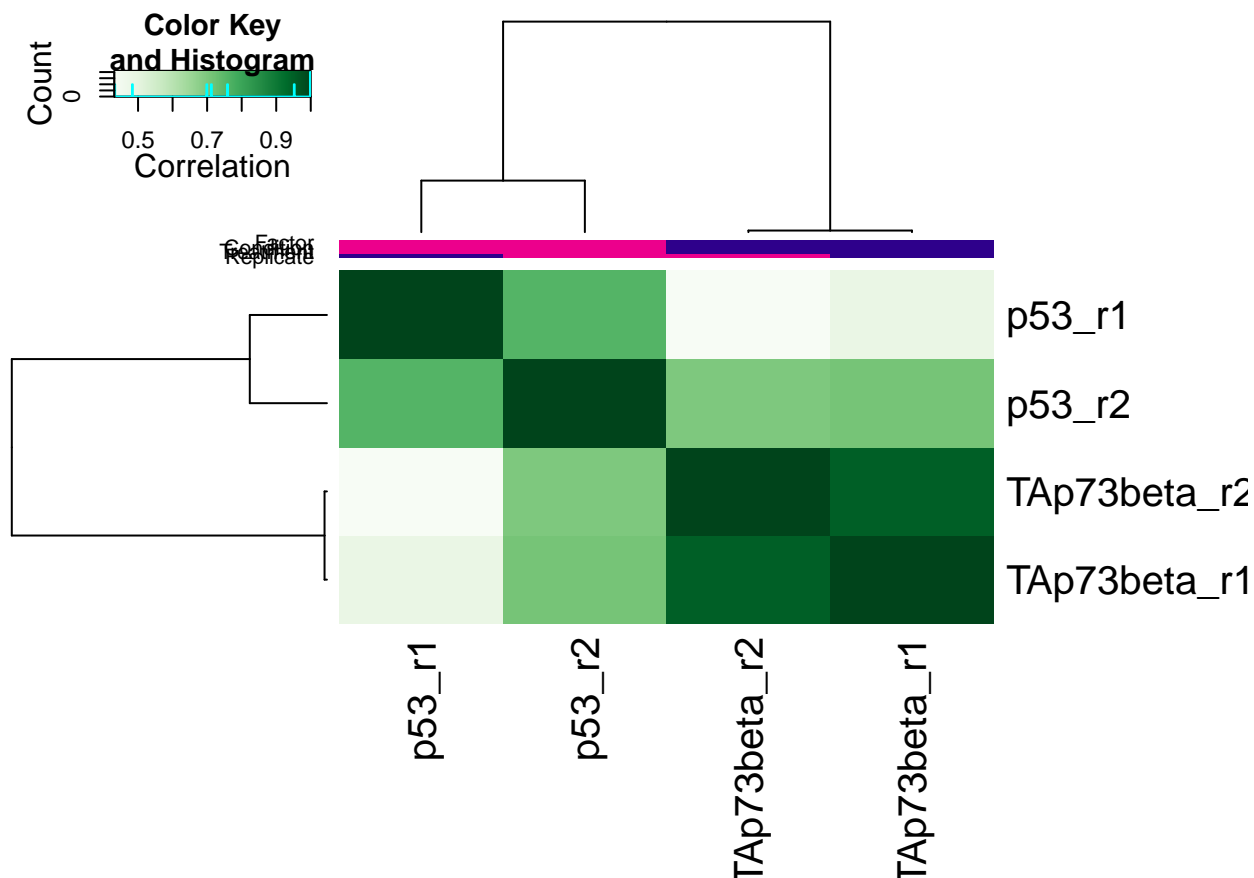 Color Key
and Histogram
Count
0
0.5 0.7 0.9
Correlation
Factor
Condition
Replicate
p53_r1
p53_r2
TAp73beta_r2
TAp73beta_r1
p53_r1
p53_r2
TAp73beta_r2
TAp73beta_r1